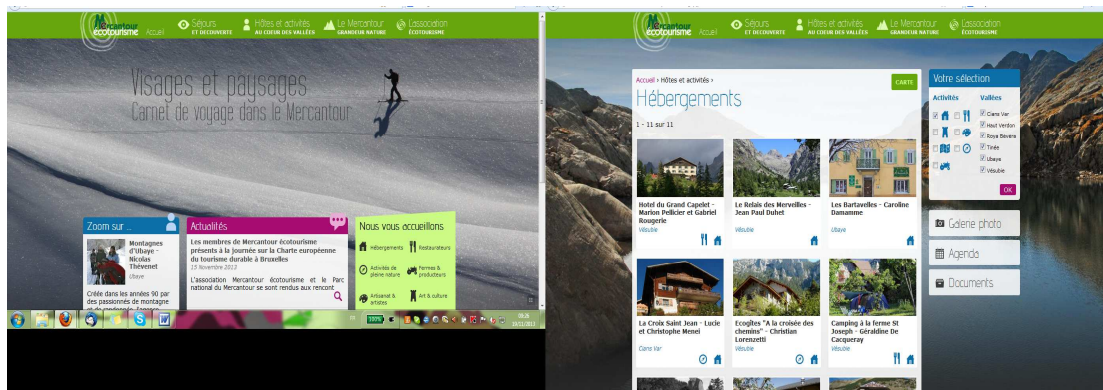 Mercantour
écotourisme
Accueil
Séjours
ET DECOUVERTE
Hôtes et activités
AU COEUR DES VALLÉES
Le Mercantour
GRANDEUR NATURE
L'association
ÉCOTOURISME
Visages et paysages
Carnet de voyage dans le Mercantour
Zoom sur ...
Montagnes
d'Ubaye -
Nicolas
Thévenet
Ubaye
Créée dans les années 90 par
des passionnés de montagne
Actualités
Les membres de Mercantour écotourisme
présents à la journée sur la Charte européenne
du tourisme durable à Bruxelles
15 Novembre 2013
L'association Mercantour écotourisme et le Parc
national du Mercantour se sont rendus aux rencont
Nous vous accueillons
Hébergements
Restaurateurs
Activités de
pleine nature
Fermes &
producteurs
Artisanat &
artistes
Art & culture
FR
100%
09:26
19/11/2013
Mercantour
écotourisme
Accueil
Séjours
ET DECOUVERTE
Hôtes et activités
AU COEUR DES VALLÉES
Le Mercantour
GRANDEUR NATURE
L'association
ÉCOTOURISME
Accueil › Hôtes et activités ›
CARTE
Hébergements
1 - 11 sur 11
Hotel du Grand Capelet -
Marion Pellicier et Gabriel
Rougerie
Vésubie
Le Relais des Merveilles -
Jean Paul Duhet
Vésubie
Les Bartavelles - Caroline
Damamme
Ubaye
La Croix Saint Jean - Lucie
et Christophe Menei
Cians Var
Ecogîtes "A la croisée des
chemins" - Christian
Lorenzetti
Vésubie
Camping à la ferme St
Joseph - Géraldine De
Cacqueray
Vésubie
Votre sélection
Activités
Vallées
Cians Var
Haut Verdon
Roya Bévéra
Tinée
Ubaye
Vésubie
OK
Galerie photo
Agenda
Documents